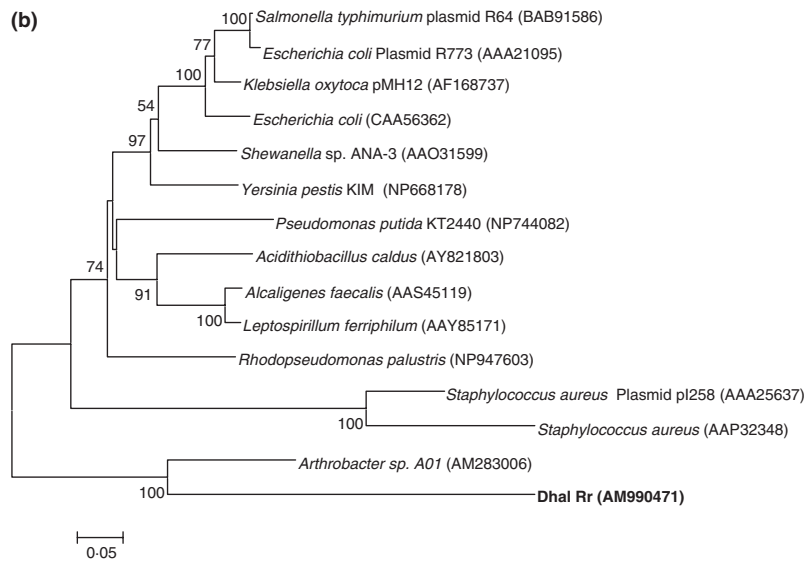 (b)
100
Salmonella typhimurium plasmid R64 (BAB91586)
77
Escherichia coli Plasmid R773 (AAA21095)
100
Klebsiella oxytoca pMH12 (AF168737)
54
Escherichia coli (CAA56362)
97
Shewanella sp. ANA-3 (AAO31599)
Yersinia pestis KIM (NP668178)
Pseudomonas putida KT2440 (NP744082)
74
Acidithiobacillus caldus (AY821803)
91
Alcaligenes faecalis (AAS45119)
100
Leptospirillum ferriphilum (AAY85171)
Rhodopseudomonas palustris (NP947603)
Staphylococcus aureus Plasmid pI258 (AAA25637)
100
Staphylococcus aureus (AAP32348)
Arthrobacter sp. A01 (AM283006)
100
Dhal Rr (AM990471)
0·05